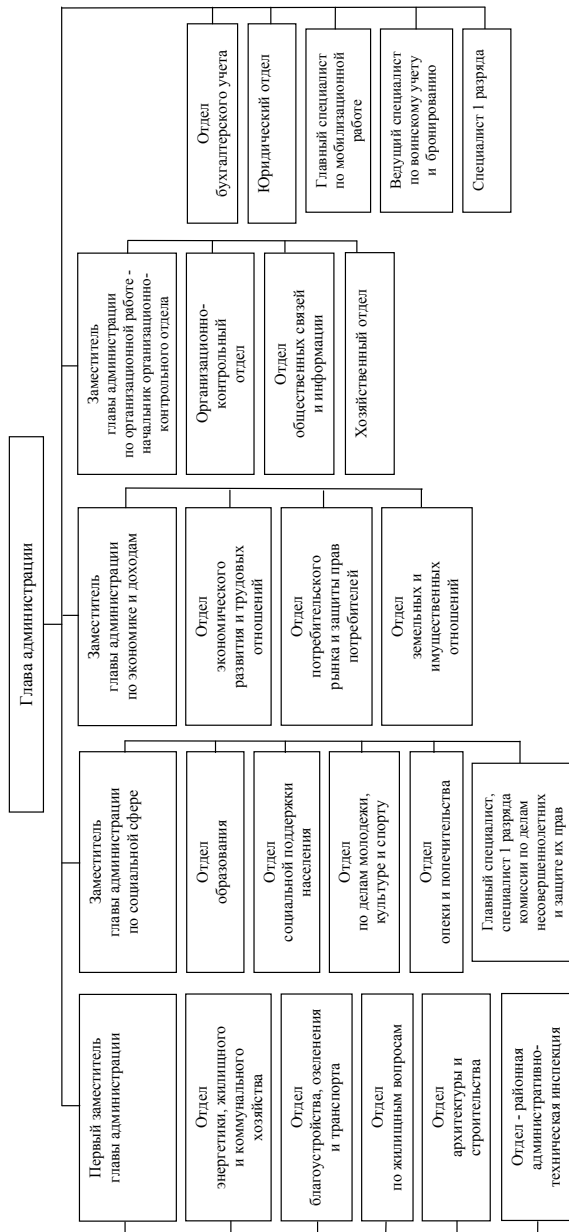 Глава администрации
Первый заместитель
главы администрации
Отдел
энергетики, жилищного
и коммунального
хозяйства
Отдел
благоустройства, озеленения
и транспорта
Отдел
по жилищным вопросам
Отдел
архитектуры и
строительства
Отдел - районная
административно-
техническая инспекция
Заместитель
главы администрации
по социальной сфере
Отдел
образования
Отдел
социальной поддержки
населения
Отдел
по делам молодежи,
культуре и спорту
Отдел
опеки и попечительства
Главный специалист,
специалист 1 разряда
комиссии по делам
несовершеннолетних
и защите их прав
Заместитель
главы администрации
по экономике и доходам
Отдел
экономического
развития и трудовых
отношений
Отдел
потребительского
рынка и защиты прав
потребителей
Отдел
земельных и
имущественных
отношений
Заместитель
главы администрации
по организационной работе -
начальник организационно-
контрольного отдела
Организационно-
контрольный
отдел
Отдел
общественных связей
и информации
Хозяйственный отдел
Отдел
бухгалтерского учета
Юридический отдел
Главный специалист
по мобилизационной
работе
Ведущий специалист
по воинскому учету
и бронированию
Специалист 1 разряда